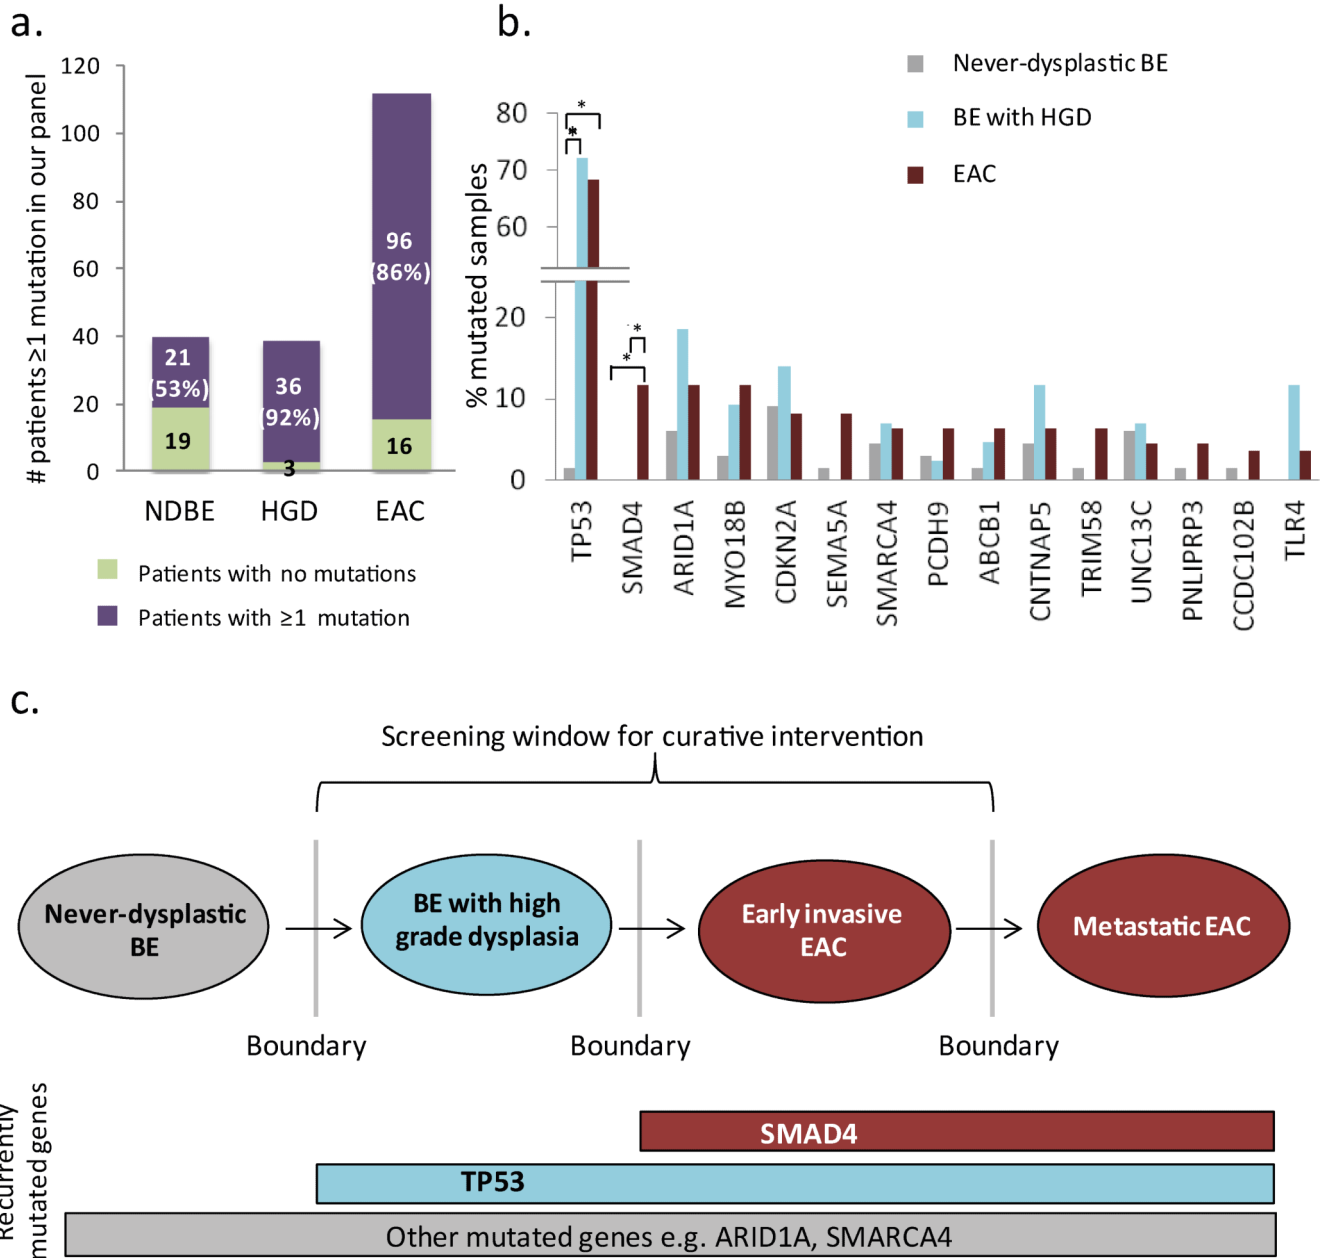 a.
# patients ≥1 mutation in our panel
120
100
80
60
40
20
0
21
(53%)
19
36
(92%)
3
96
(86%)
16
NDBE
HGD
EAC
Patients with no mutations
Patients with ≥1 mutation
b.
Never-dysplastic BE
BE with HGD
EAC
% mutated samples
80
70
60
20
10
0
*
*
*
*
TP53
SMAD4
ARID1A
MYO18B
CDKN2A
SEMA5A
SMARCA4
PCDH9
ABCB1
CNTNAP5
TRIM58
UNC13C
PNLIPRP3
CCDC102B
TLR4
c.
Screening window for curative intervention
Never-dysplastic
BE
BE with high
grade dysplasia
Early invasive
EAC
Metastatic EAC
Boundary
Boundary
Boundary
Recurrently
mutated genes
SMAD4
TP53
Other mutated genes e.g. ARID1A, SMARCA4